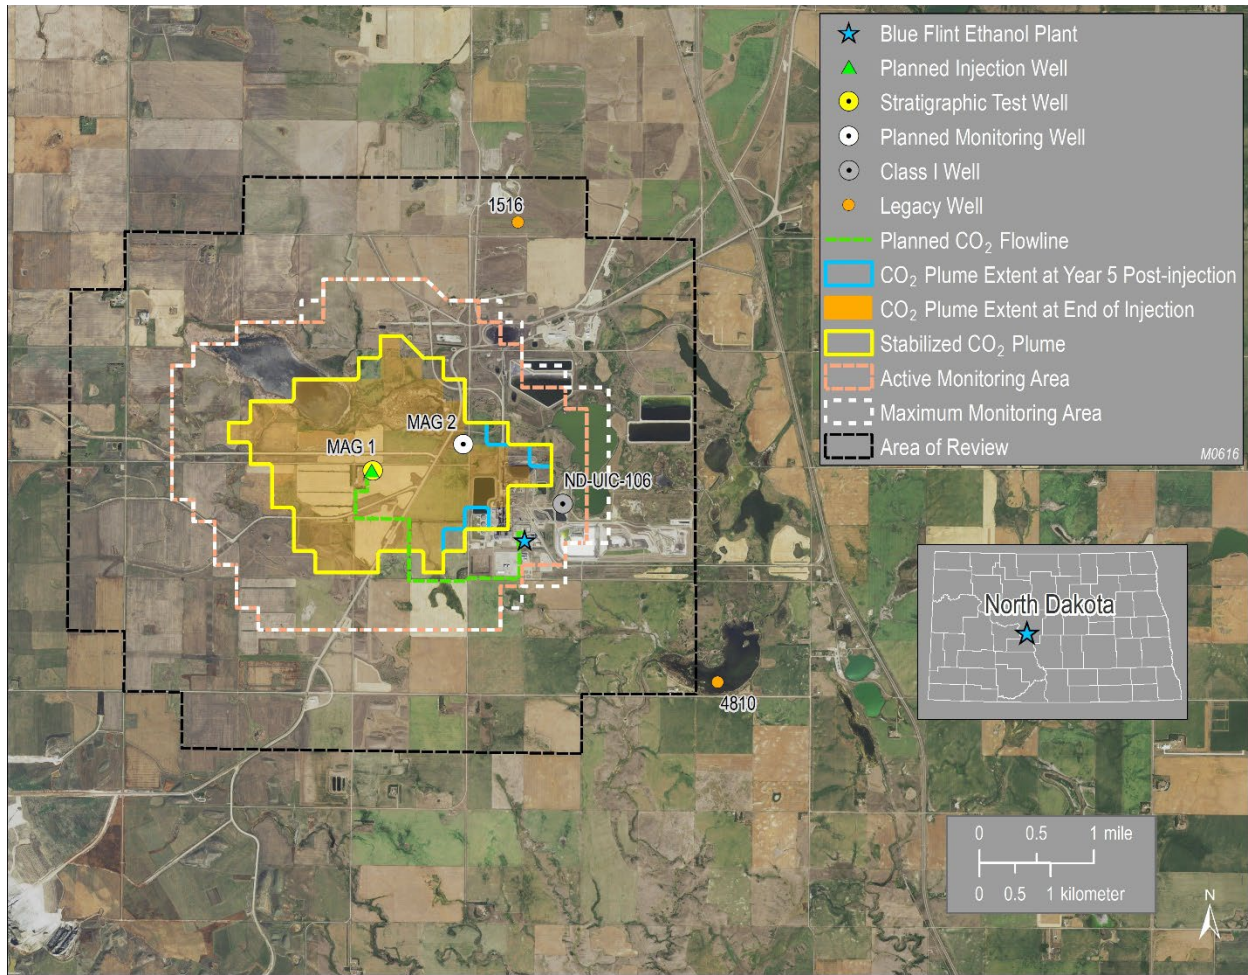 Blue Flint Ethanol Plant
Planned Injection Well
Stratigraphic Test Well
Planned Monitoring Well
Class I Well
Legacy Well
Planned CO₂ Flowline
CO₂ Plume Extent at Year 5 Post-injection
CO₂ Plume Extent at End of Injection
Stabilized CO₂ Plume
Active Monitoring Area
Maximum Monitoring Area
Area of Review
M0616
1516
MAG 2
MAG 1
ND-UIC-106
4810
North Dakota
0 0.5 1 mile
0 0.5 1 kilometer
N